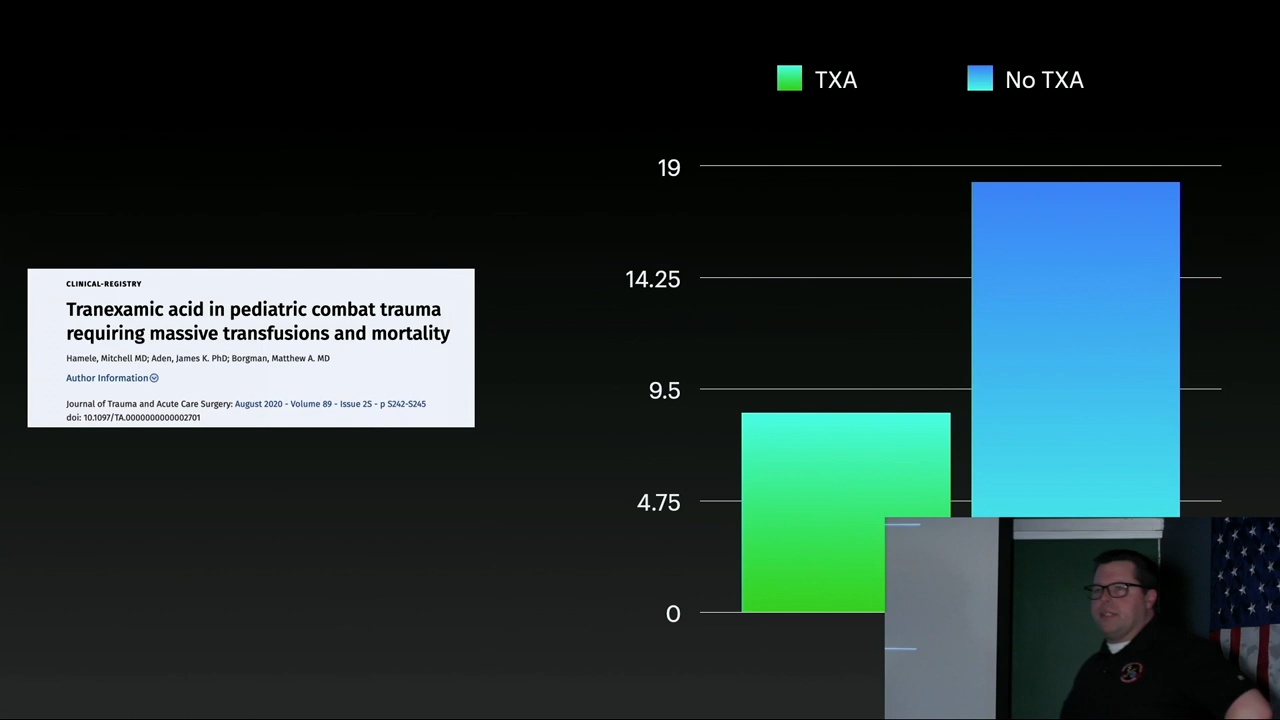 CLINICAL-REGISTRY
Tranexamic acid in pediatric combat trauma
requiring massive transfusions and mortality
Hamele, Mitchell MD; Aden, James K. PhD; Borgman, Matthew A. MD
Author Information
Journal of Trauma and Acute Care Surgery: August 2020 - Volume 89 - Issue 2S - p S242-S245
doi: 10.1097/TA.0000000000002701
TXA
No TXA
19
14.25
9.5
4.75
0